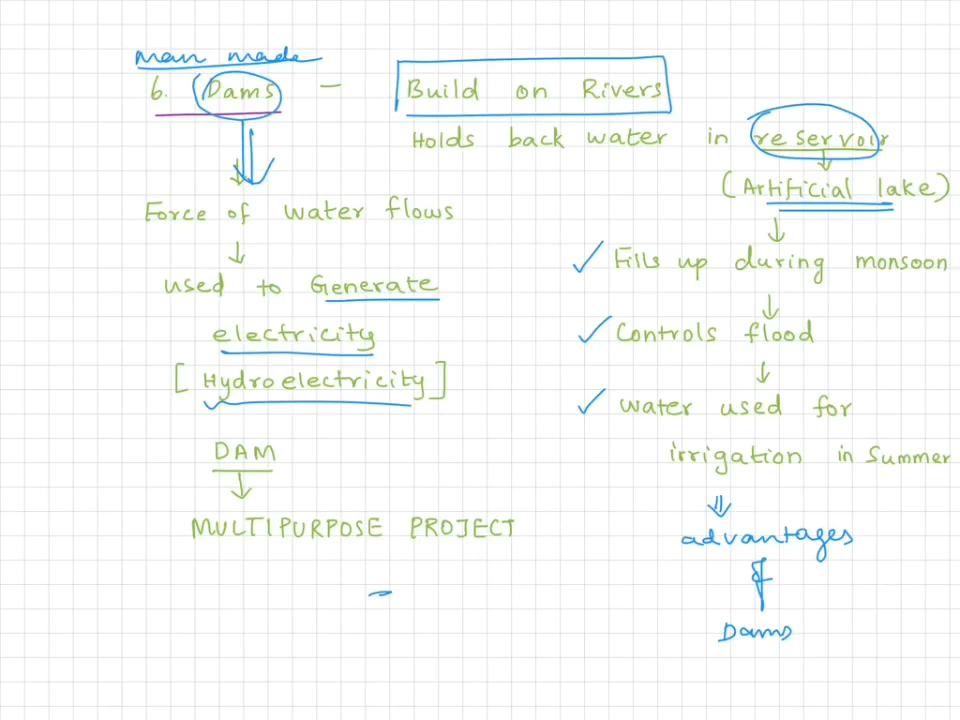 man made
6. Dams - Build on Rivers
Holds back water in reservoir
(Artificial lake)
Force of water flows
Fills up during monsoon
used to Generate
electricity
Controls flood
[Hydroelectricity]
water used for
irrigation in Summer
DAM
MULTIPURPOSE PROJECT
advantages
of
Dams